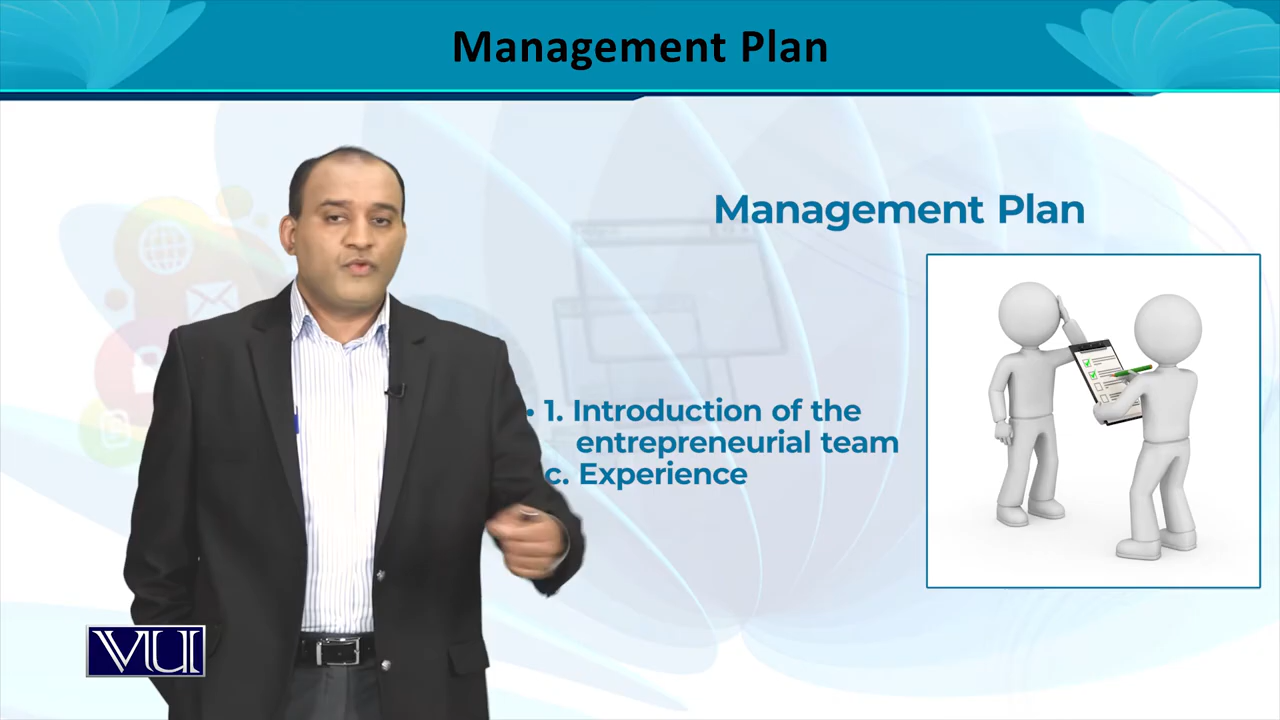 Management Plan
Management Plan
• 1. Introduction of the
entrepreneurial team
c. Experience
VU